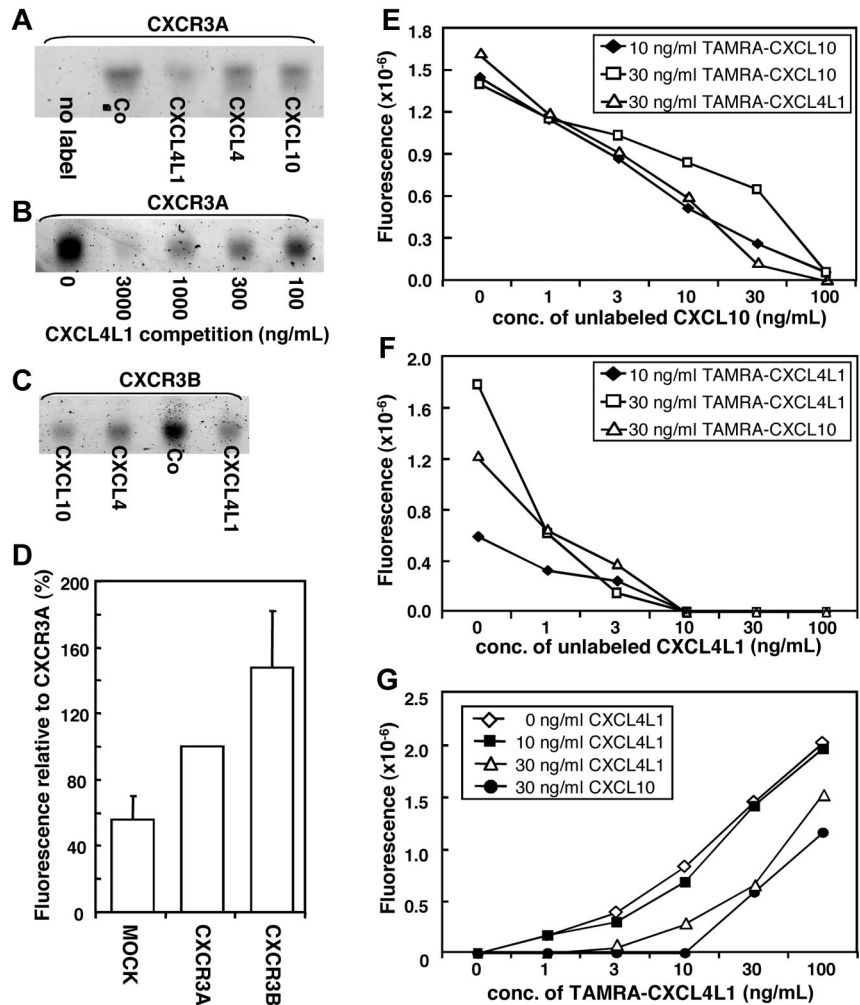 A
CXCR3A
no label
Co
CXCL4L1
CXCL4
CXCL10
B
CXCR3A
0
3000
1000
300
100
CXCL4L1 competition (ng/mL)
C
CXCR3B
CXCL10
CXCL4
Co
CXCL4L1
D
Fluorescence relative to CXCR3A (%)
200
160
120
80
40
0
MOCK
CXCR3A
CXCR3B
E
Fluorescence (x10⁻⁶)
1.8
1.5
1.2
0.9
0.6
0.3
0.0
10 ng/ml TAMRA-CXCL10
30 ng/ml TAMRA-CXCL10
30 ng/ml TAMRA-CXCL4L1
0 1 3 10 30 100
conc. of unlabeled CXCL10 (ng/mL)
F
Fluorescence (x10⁻⁶)
2.0
1.6
1.2
0.8
0.4
0.0
10 ng/ml TAMRA-CXCL4L1
30 ng/ml TAMRA-CXCL4L1
30 ng/ml TAMRA-CXCL10
0 1 3 10 30 100
conc. of unlabeled CXCL4L1 (ng/mL)
G
Fluorescence (x10⁻⁶)
2.5
2.0
1.5
1.0
0.5
0
0 ng/ml CXCL4L1
10 ng/ml CXCL4L1
30 ng/ml CXCL4L1
30 ng/ml CXCL10
0 1 3 10 30 100
conc. of TAMRA-CXCL4L1 (ng/mL)